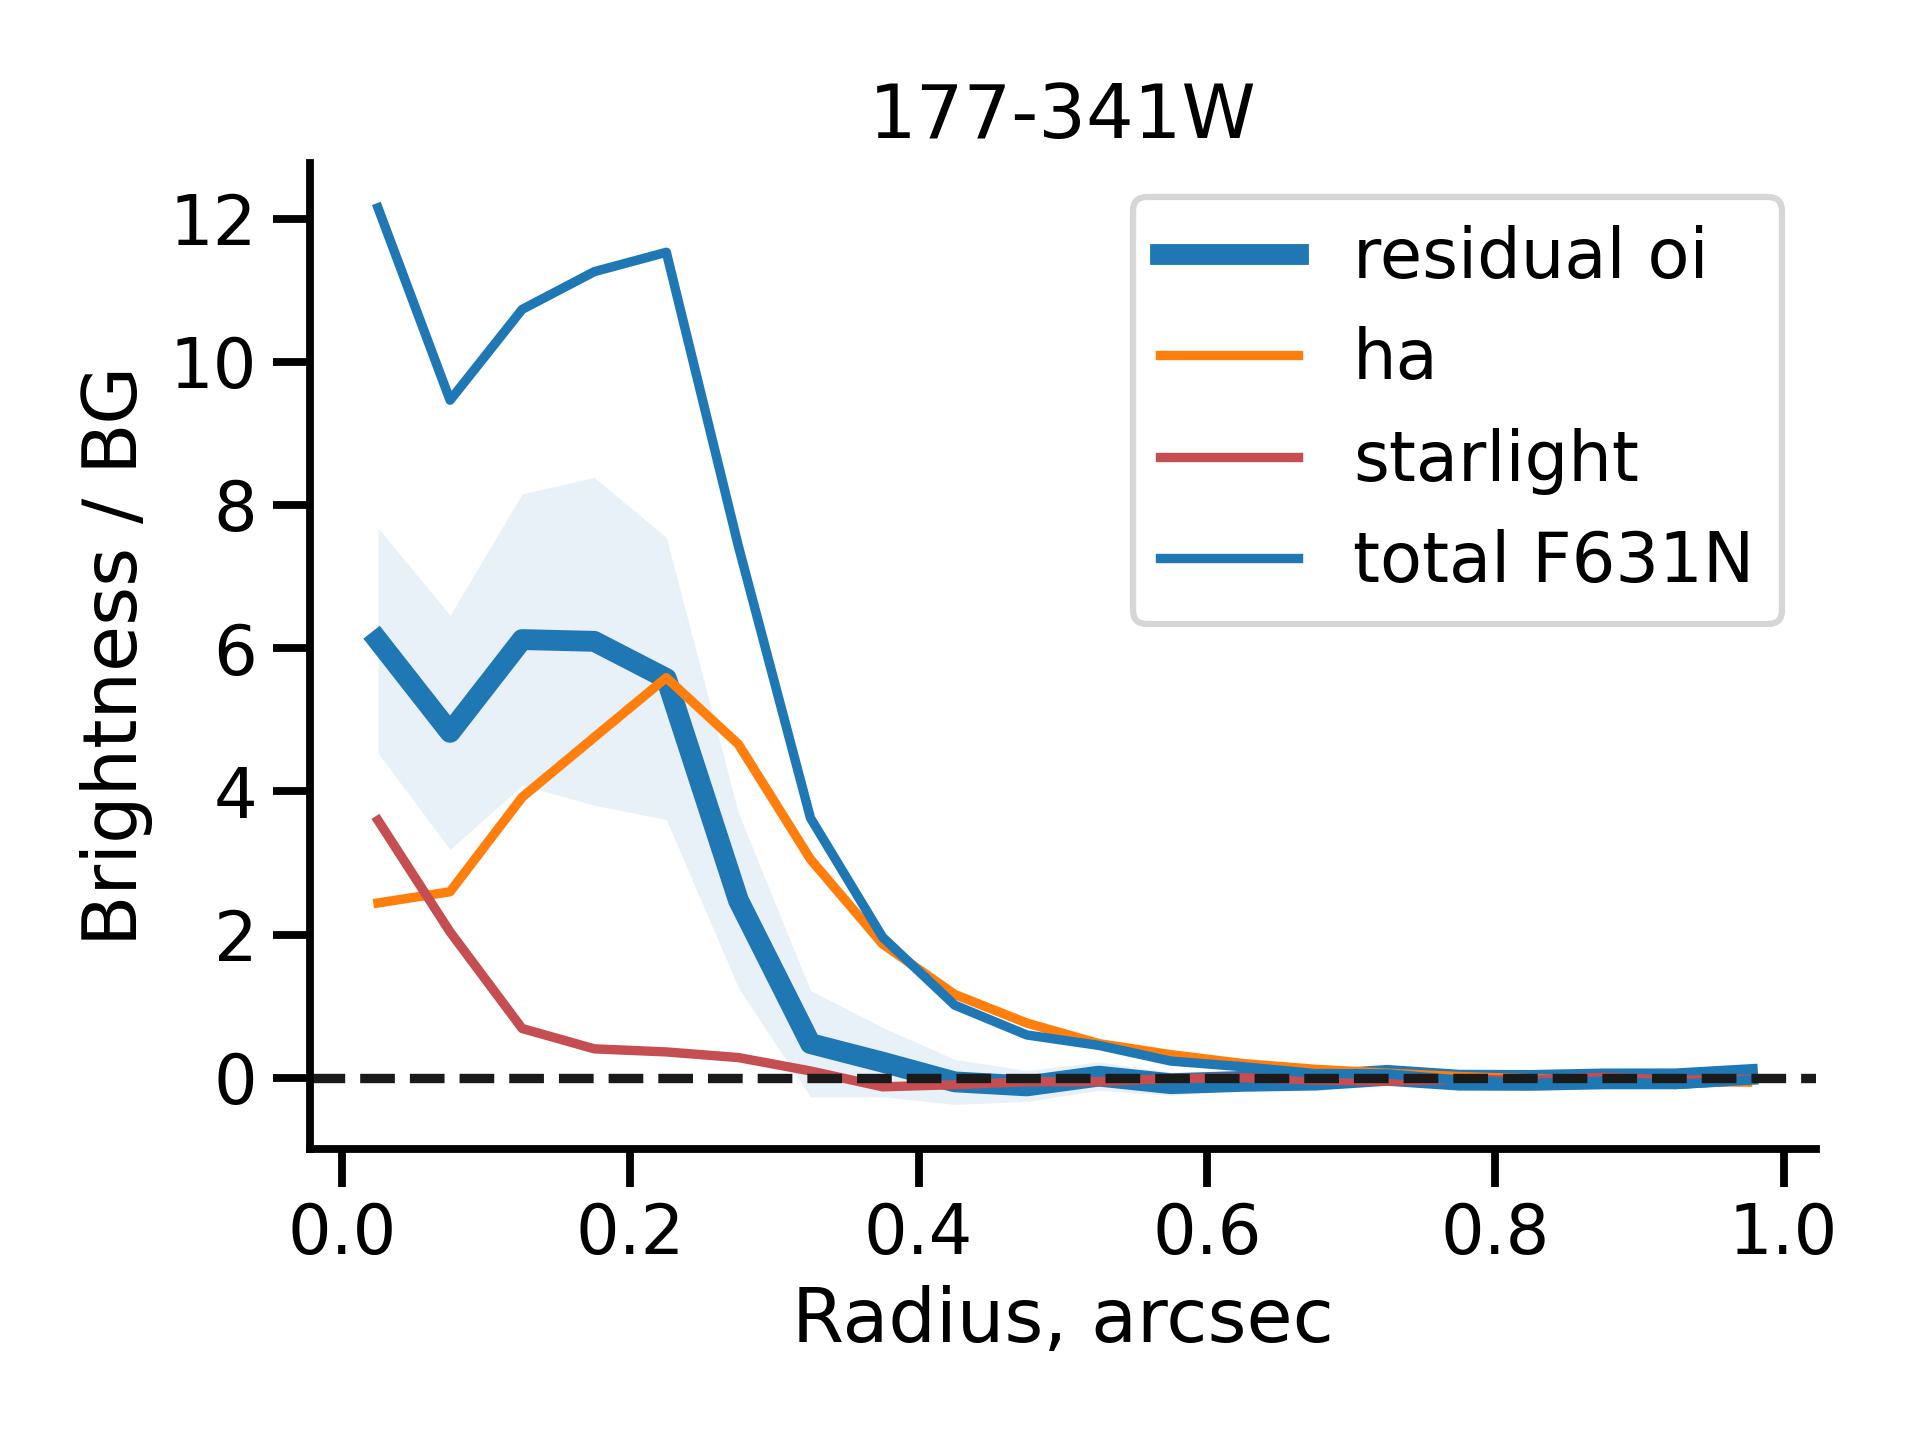 177-341W
residual oi
ha
starlight
total F631N
Brightness / BG
12
10
8
6
4
2
0
0.0 0.2 0.4 0.6 0.8 1.0
Radius, arcsec